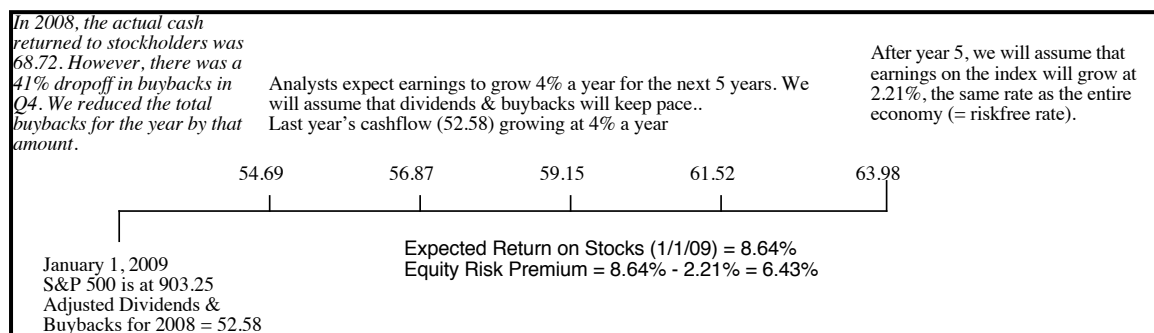 In 2008, the actual cash
returned to stockholders was
68.72. However, there was a
41% dropoff in buybacks in
Q4. We reduced the total
buybacks for the year by that
amount.
Analysts expect earnings to grow 4% a year for the next 5 years. We
will assume that dividends & buybacks will keep pace..
Last year's cashflow (52.58) growing at 4% a year
After year 5, we will assume that
earnings on the index will grow at
2.21%, the same rate as the entire
economy (= riskfree rate).
54.69 56.87 59.15 61.52 63.98
January 1, 2009
S&P 500 is at 903.25
Adjusted Dividends &
Buybacks for 2008 = 52.58
Expected Return on Stocks (1/1/09) = 8.64%
Equity Risk Premium = 8.64% - 2.21% = 6.43%